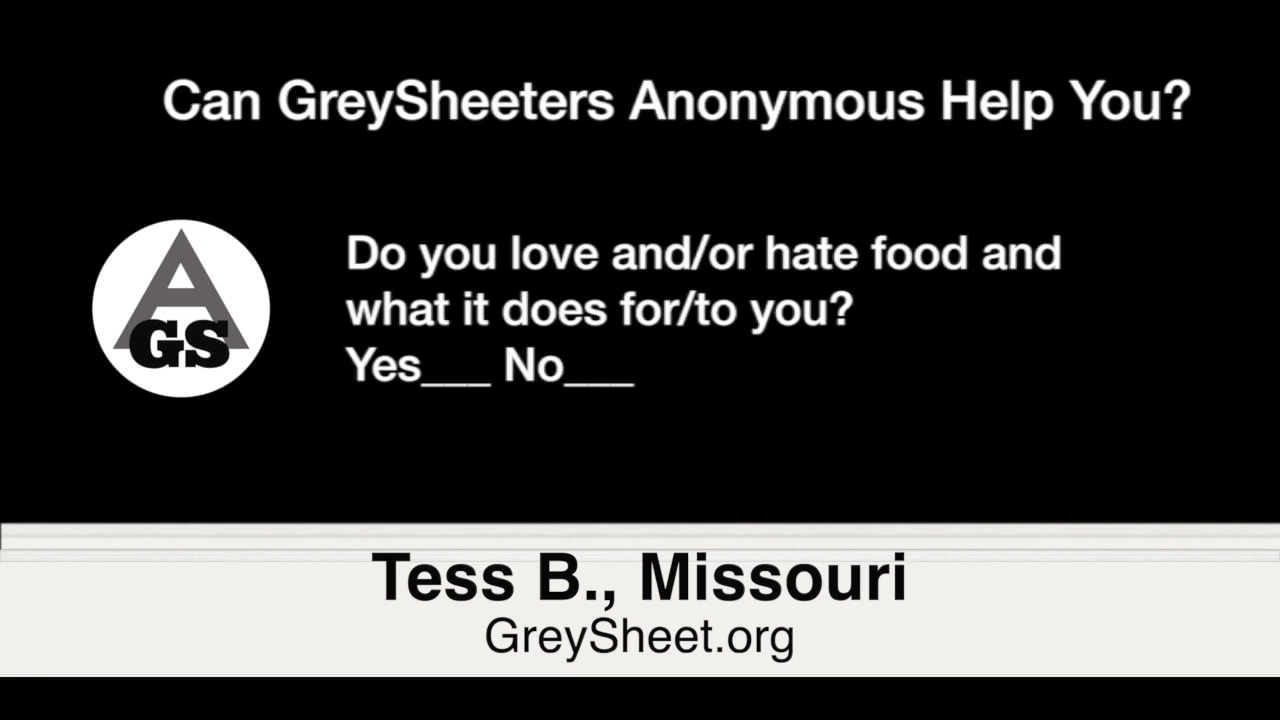 Can GreySheeters Anonymous Help You?
A
GS
Do you love and/or hate food and
what it does for/to you?
Yes___ No___
Tess B., Missouri
GreySheet.org